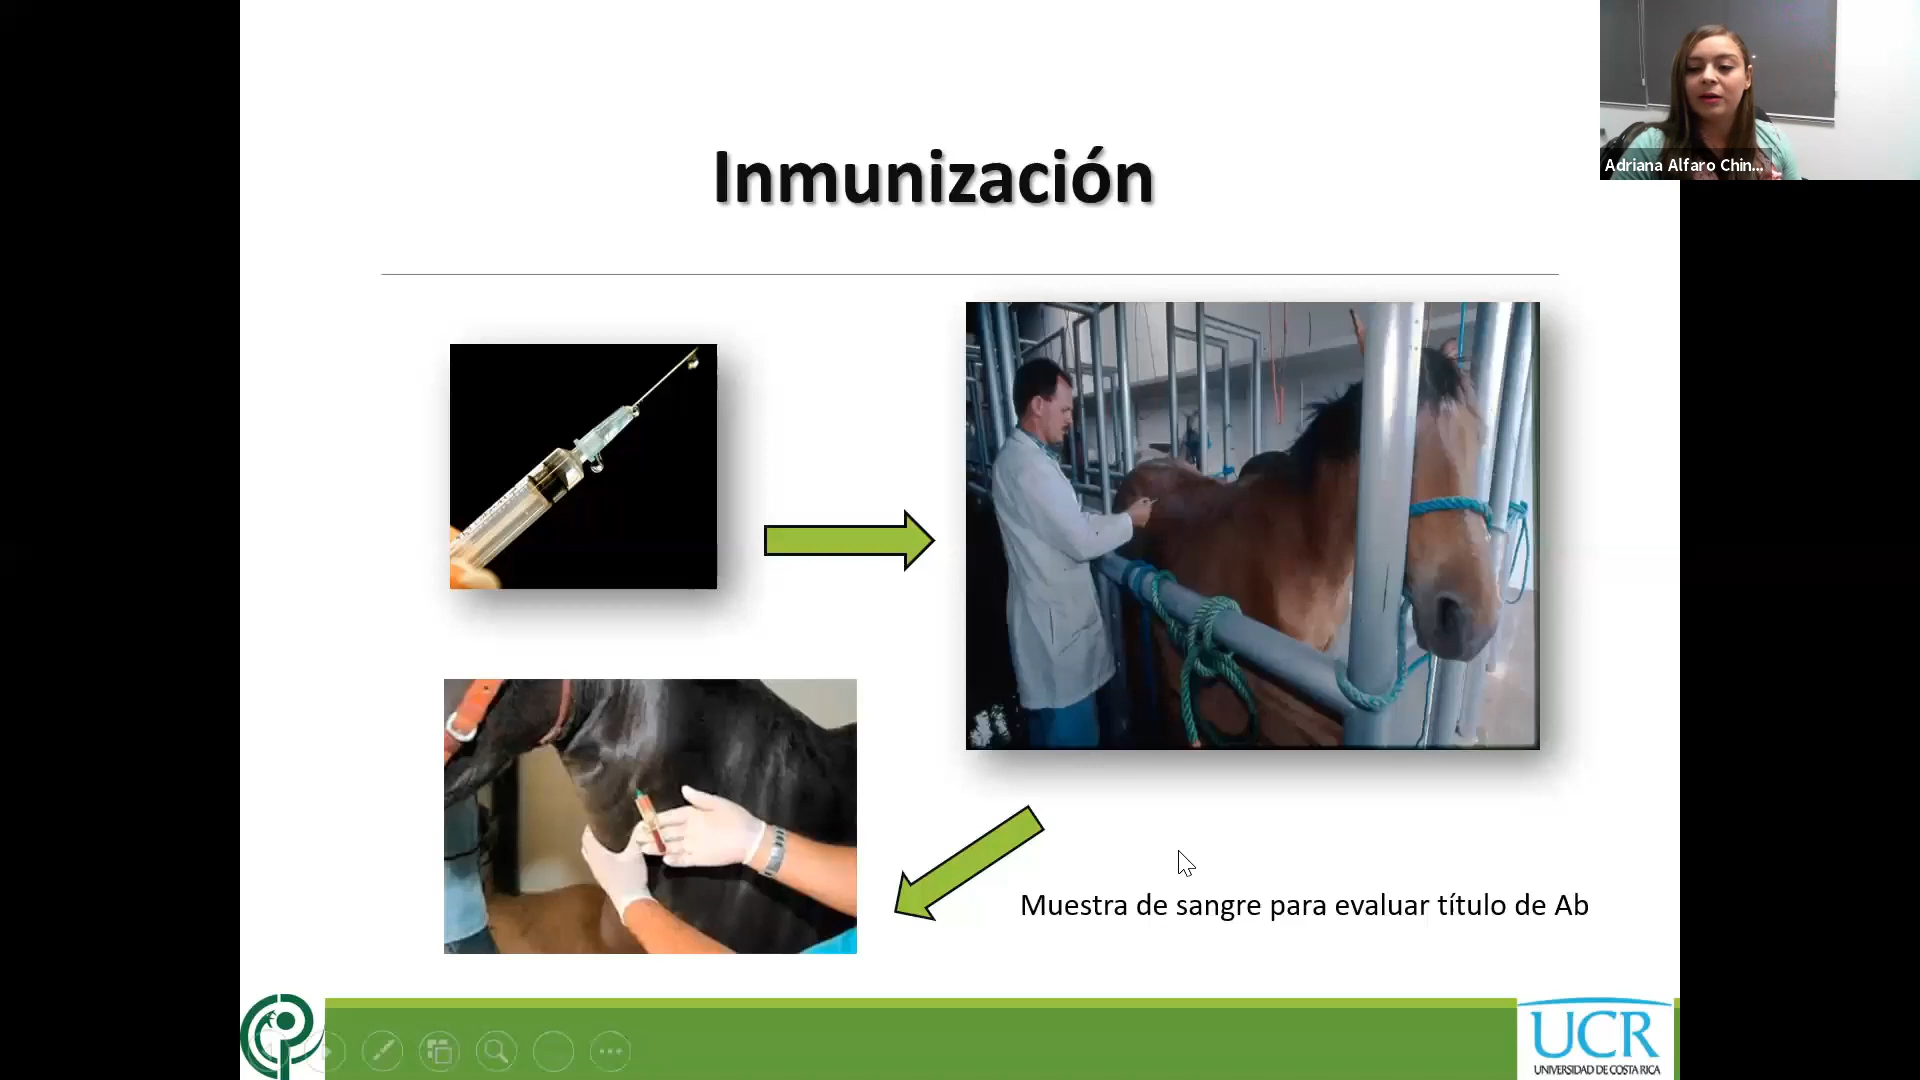 Adriana Alfaro Chin...
Inmunización
Muestra de sangre para evaluar título de Ab
UCR
UNIVERSIDAD DE COSTA RICA